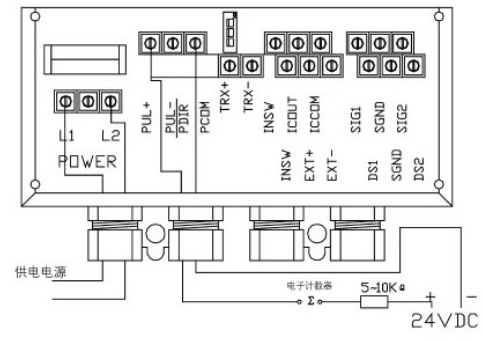 PUL+
PUL-
PDIR
PCOM
TRX+
TRX-
INSW
ICOUT
ICCOM
SIG1
SGND
SIG2
L1 L2
POWER
INSW
EXT+
EXT-
DS1
SGND
DS2
供电电源
电子计数器
Σ
5~10KΩ
+ -
24VDC